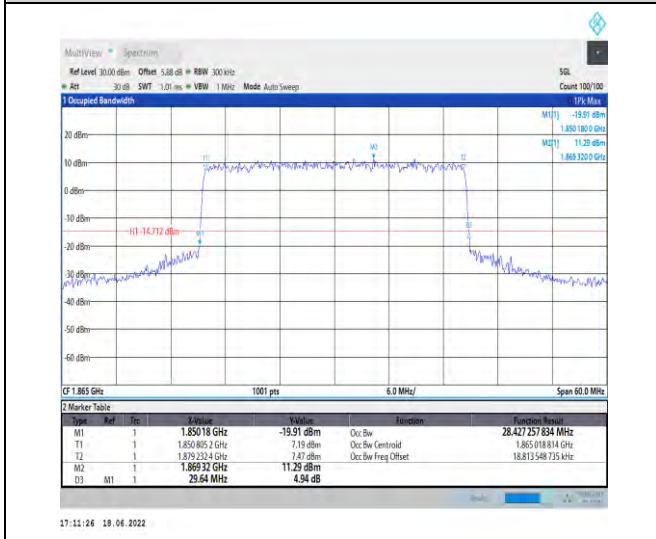 MultiView Spectrum
Ref Level 30.00 dBm Offset 5.88 dB RBW 300 kHz SGL
Att 30 dB SWT 1.01 ms VBW 1 MHz Mode Auto Sweep Count 100/100
1 Occupied Bandwidth 1Pk Max
M1[1] -19.91 dBm
1.850 180 0 GHz
M2[1] 11.29 dBm
1.869 320 0 GHz
20 dBm
M2
T1 T2
10 dBm
0 dBm
-10 dBm
H1 -14.712 dBm M1 D3
-20 dBm
-30 dBm
-40 dBm
-50 dBm
-60 dBm
CF 1.865 GHz 1001 pts 6.0 MHz/ Span 60.0 MHz
2 Marker Table
Type Ref Trc X-Value Y-Value Function Function Result
M1 1 1.85018 GHz -19.91 dBm Occ Bw 28.427 257 834 MHz
T1 1 1.850 805 2 GHz 7.19 dBm Occ Bw Centroid 1.865 018 814 GHz
T2 1 1.879 232 4 GHz 7.47 dBm Occ Bw Freq Offset 18.813 548 735 kHz
M2 1 1.86932 GHz 11.29 dBm
D3 M1 1 29.64 MHz 4.94 dB
17:11:26 18.06.2022